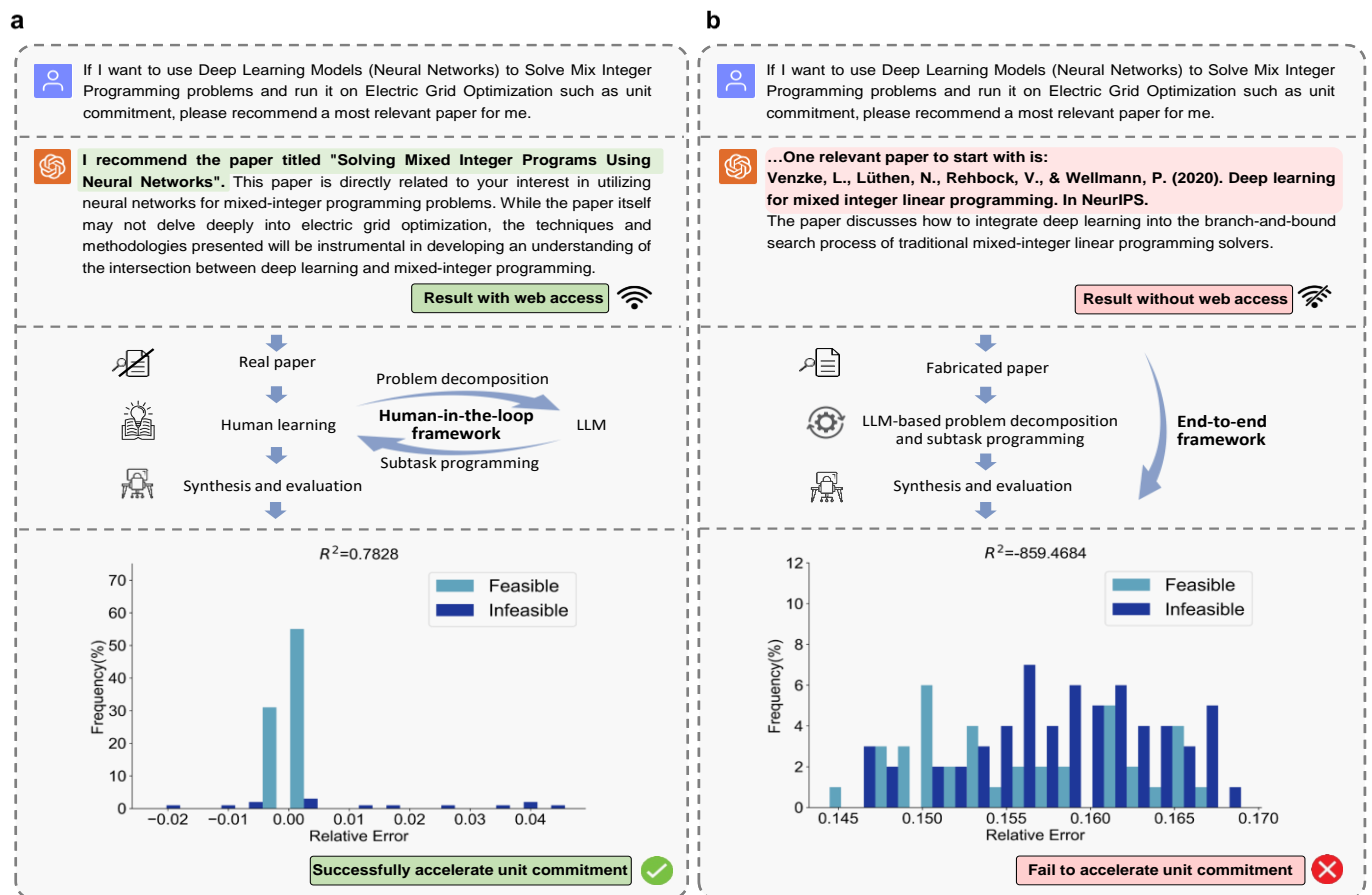 a
If I want to use Deep Learning Models (Neural Networks) to Solve Mix Integer
Programming problems and run it on Electric Grid Optimization such as unit
commitment, please recommend a most relevant paper for me.
I recommend the paper titled "Solving Mixed Integer Programs Using
Neural Networks". This paper is directly related to your interest in utilizing
neural networks for mixed-integer programming problems. While the paper itself
may not delve deeply into electric grid optimization, the techniques and
methodologies presented will be instrumental in developing an understanding of
the intersection between deep learning and mixed-integer programming.
Result with web access
Real paper
Problem decomposition
Human learning
Human-in-the-loop
framework
LLM
Subtask programming
Synthesis and evaluation
R²=0.7828
Feasible
Infeasible
Frequency(%)
70
60
50
40
30
20
10
0
−0.02
−0.01
0.00
0.01
0.02
0.03
0.04
Relative Error
Successfully accelerate unit commitment
b
If I want to use Deep Learning Models (Neural Networks) to Solve Mix Integer
Programming problems and run it on Electric Grid Optimization such as unit
commitment, please recommend a most relevant paper for me.
...One relevant paper to start with is:
Venzke, L., Lüthen, N., Rehbock, V., & Wellmann, P. (2020). Deep learning
for mixed integer linear programming. In NeurIPS.
The paper discusses how to integrate deep learning into the branch-and-bound
search process of traditional mixed-integer linear programming solvers.
Result without web access
Fabricated paper
LLM-based problem decomposition
and subtask programming
End-to-end
framework
Synthesis and evaluation
R²=-859.4684
Feasible
Infeasible
Frequency(%)
12
10
8
6
4
2
0
0.145
0.150
0.155
0.160
0.165
0.170
Relative Error
Fail to accelerate unit commitment